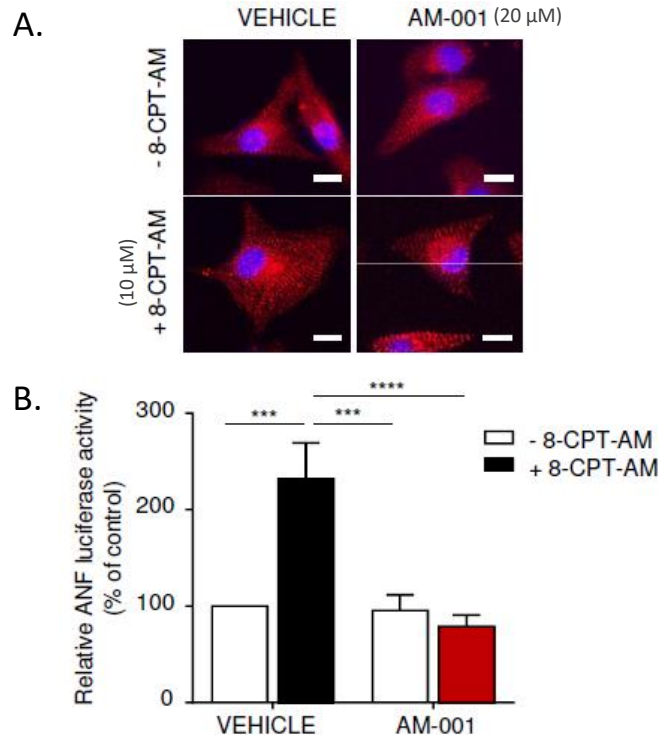 A.
VEHICLE AM-001 (20 µM)
- 8-CPT-AM
(10 µM)
+ 8-CPT-AM
B.
Relative ANF luciferase activity
(% of control)
300
200
100
0
***
***
****
- 8-CPT-AM
+ 8-CPT-AM
VEHICLE AM-001